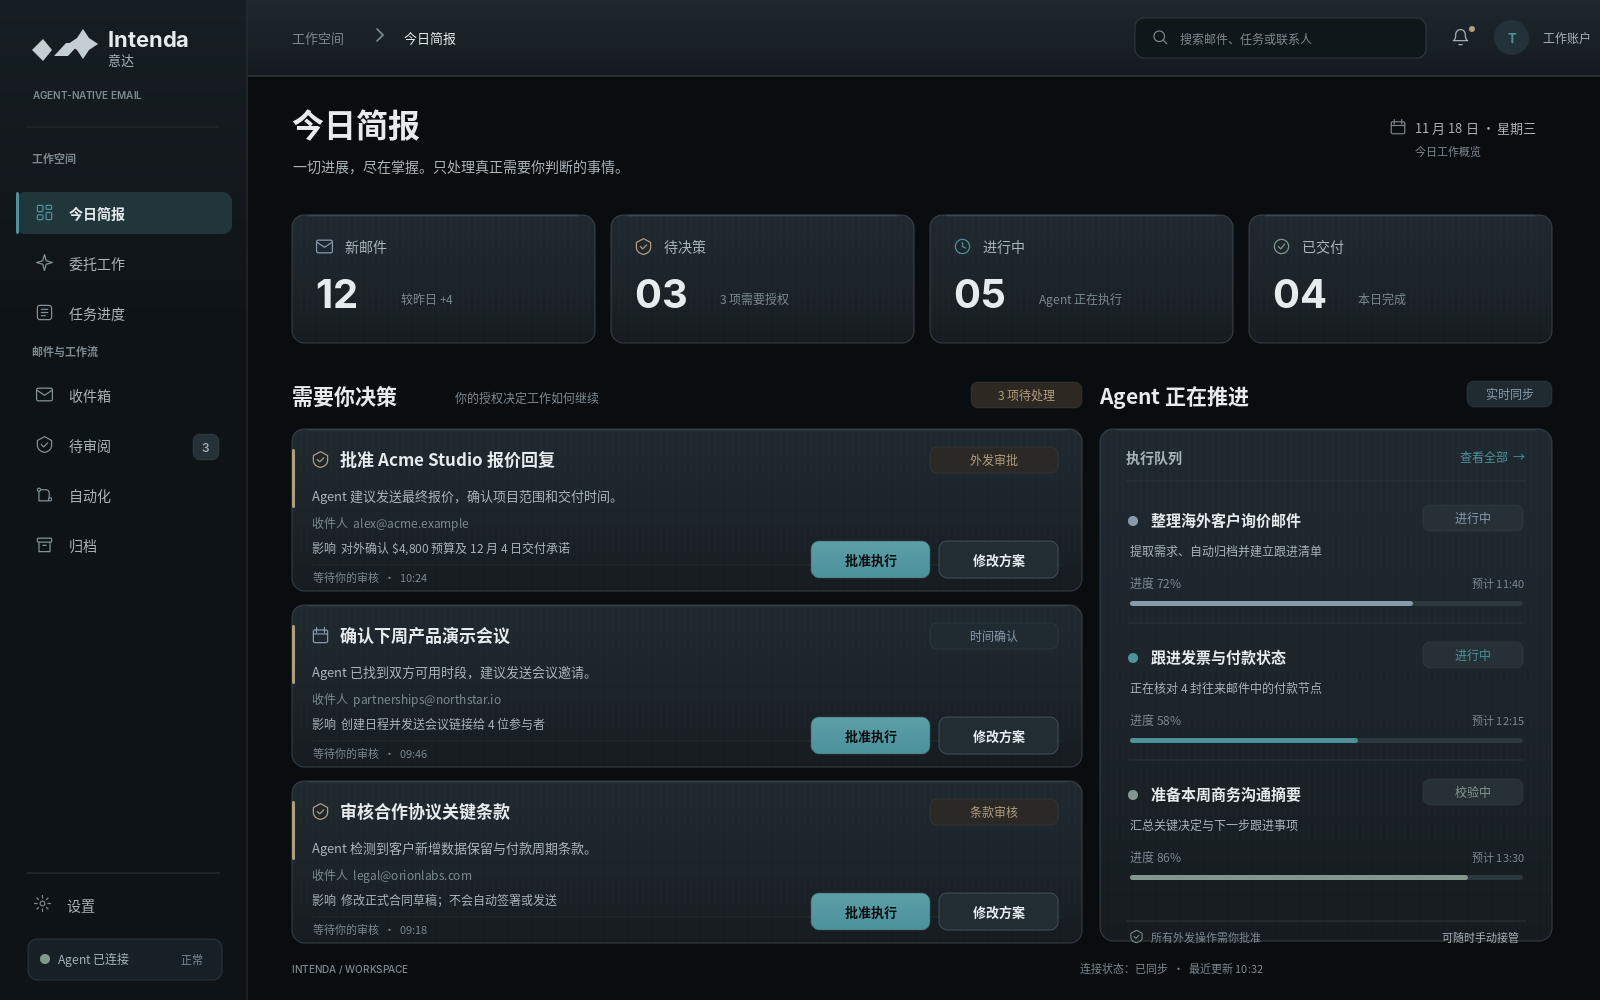 Intenda
意达
AGENT-NATIVE EMAIL
工作空间
今日简报
委托工作
任务进度
邮件与工作流
收件箱
待审阅 3
自动化
归档
设置
Agent 已连接 正常
工作空间 今日简报
搜索邮件、任务或联系人
T 工作账户
今日简报
一切进展，尽在掌握。只处理真正需要你判断的事情。
11 月 18 日 · 星期三
今日工作概览
新邮件
12 较昨日 +4
待决策
03 3 项需要授权
进行中
05 Agent 正在执行
已交付
04 本日完成
需要你决策 你的授权决定工作如何继续 3 项待处理
批准 Acme Studio 报价回复 外发审批
Agent 建议发送最终报价，确认项目范围和交付时间。
收件人 alex@acme.example
影响 对外确认 $4,800 预算及 12 月 4 日交付承诺
等待你的审核 · 10:24
批准执行 修改方案
确认下周产品演示会议 时间确认
Agent 已找到双方可用时段，建议发送会议邀请。
收件人 partnerships@northstar.io
影响 创建日程并发送会议链接给 4 位参与者
等待你的审核 · 09:46
批准执行 修改方案
审核合作协议关键条款 条款审核
Agent 检测到客户新增数据保留与付款周期条款。
收件人 legal@orionlabs.com
影响 修改正式合同草稿；不会自动签署或发送
等待你的审核 · 09:18
批准执行 修改方案
Agent 正在推进 实时同步
执行队列 查看全部 →
整理海外客户询价邮件 进行中
提取需求、自动归档并建立跟进清单
进度 72% 预计 11:40
跟进发票与付款状态 进行中
正在核对 4 封往来邮件中的付款节点
进度 58% 预计 12:15
准备本周商务沟通摘要 校验中
汇总关键决定与下一步跟进事项
进度 86% 预计 13:30
所有外发操作需你批准 可随时手动接管
INTENDA / WORKSPACE
连接状态：已同步 · 最近更新 10:32